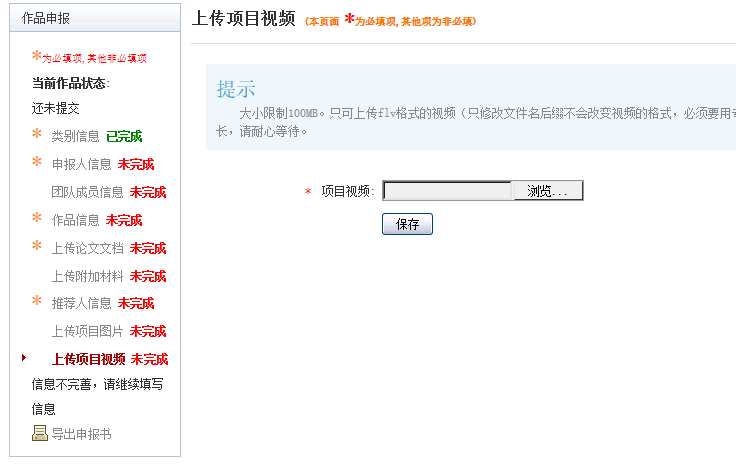 作品申报
*为必填项,其他非必填项
当前作品状态:
还未提交
* 类别信息 已完成
* 申报人信息 未完成
团队成员信息 未完成
* 作品信息 未完成
* 上传论文文档 未完成
上传附加材料 未完成
* 推荐人信息 未完成
上传项目图片 未完成
上传项目视频 未完成
信息不完善，请继续填写
信息
导出申报书
上传项目视频 (本页面 *为必填项,其他项为非必填)
提示
大小限制100MB。只可上传flv格式的视频（只修改文件名后缀不会改变视频的格式，必须要用
长，请耐心等待。
* 项目视频: 浏览...
保存